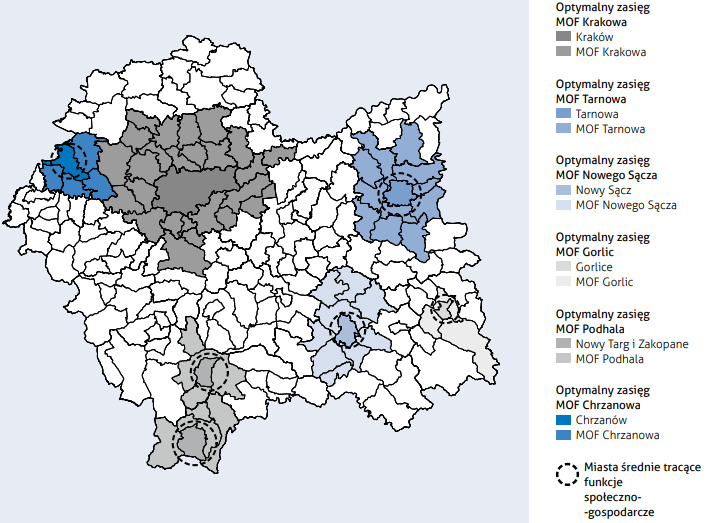 Optymalny zasięg
MOF Krakowa
Kraków
MOF Krakowa
Optymalny zasięg
MOF Tarnowa
Tarnowa
MOF Tarnowa
Optymalny zasięg
MOF Nowego Sącza
Nowy Sącz
MOF Nowego Sącza
Optymalny zasięg
MOF Gorlic
Gorlice
MOF Gorlic
Optymalny zasięg
MOF Podhala
Nowy Targ i Zakopane
MOF Podhala
Optymalny zasięg
MOF Chrzanowa
Chrzanów
MOF Chrzanowa
Miasta średnie tracące
funkcje
społeczno-
-gospodarcze